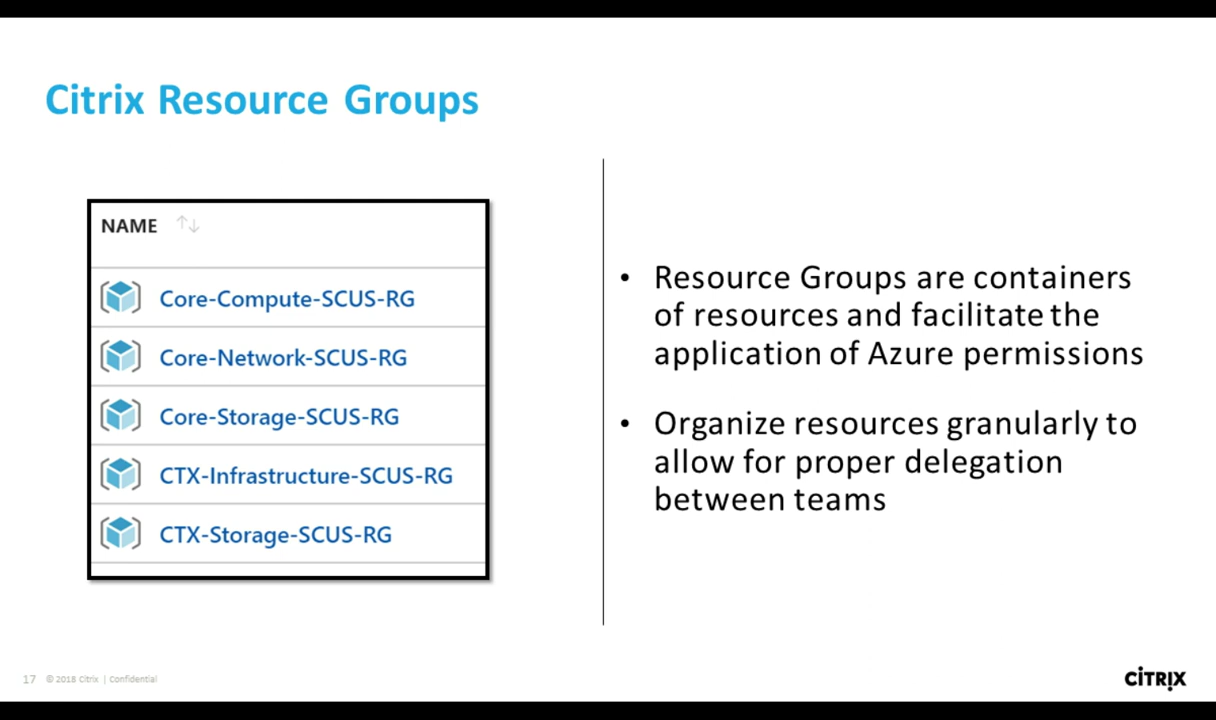 Citrix Resource Groups
NAME
Core-Compute-SCUS-RG
Core-Network-SCUS-RG
Core-Storage-SCUS-RG
CTX-Infrastructure-SCUS-RG
CTX-Storage-SCUS-RG
• Resource Groups are containers
of resources and facilitate the
application of Azure permissions
• Organize resources granularly to
allow for proper delegation
between teams
17 © 2018 Citrix | Confidential
CITRIX